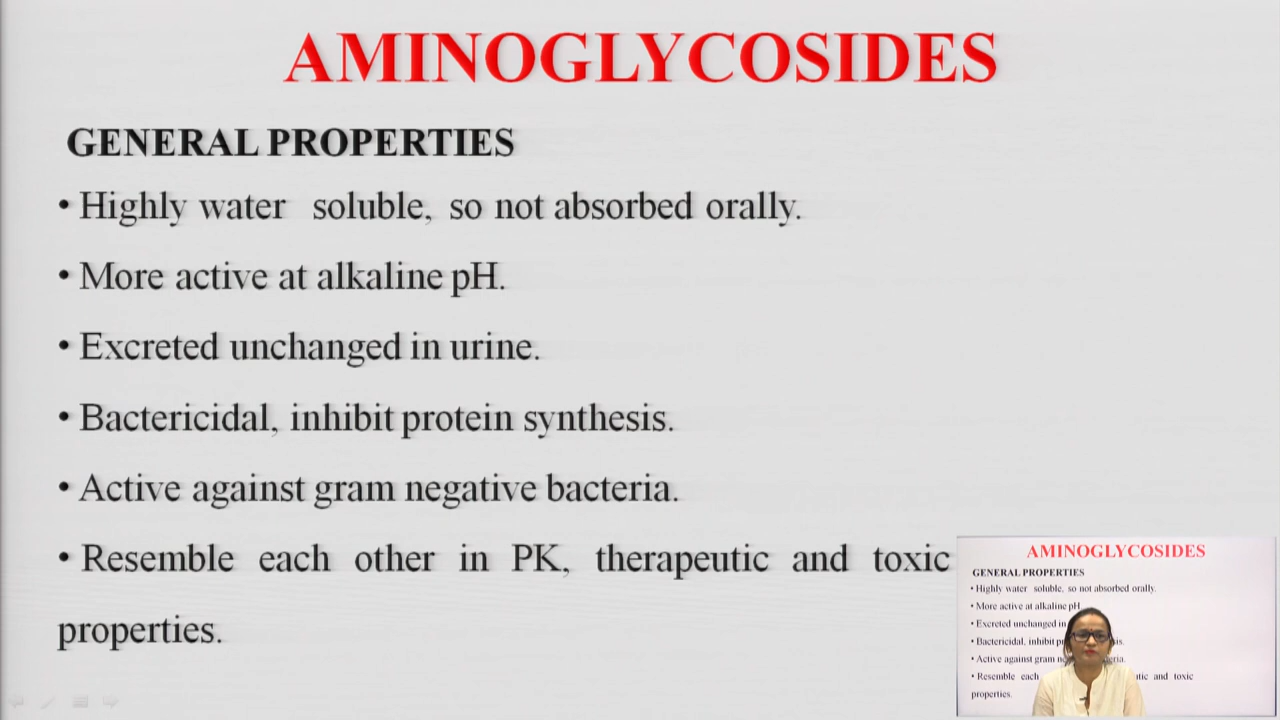 AMINOGLYCOSIDES
GENERAL PROPERTIES
• Highly water soluble, so not absorbed orally.
• More active at alkaline pH.
• Excreted unchanged in urine.
• Bactericidal, inhibit protein synthesis.
• Active against gram negative bacteria.
• Resemble each other in PK, therapeutic and toxic
properties.
AMINOGLYCOSIDES
GENERAL PROPERTIES
• Highly water soluble, so not absorbed orally.
• More active at alkaline pH
• Excreted unchanged in
• Bactericidal, inhibit
• Active against
• Resemble each and toxic
properties.